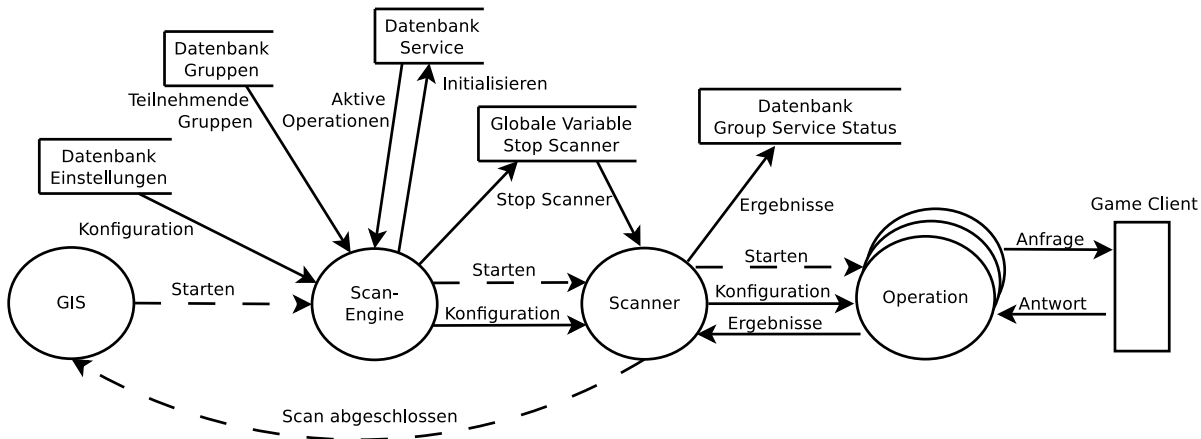 Datenbank
Service
Datenbank
Gruppen
Initialisieren
Teilnehmende
Gruppen
Aktive
Operationen
Datenbank
Group Service Status
Globale Variable
Stop Scanner
Datenbank
Einstellungen
Stop Scanner
Ergebnisse
Game Client
Konfiguration
Anfrage
Starten
Starten
GIS
Starten
Scan-
Engine
Scanner
Konfiguration
Operation
Konfiguration
Antwort
Ergebnisse
Scan abgeschlossen